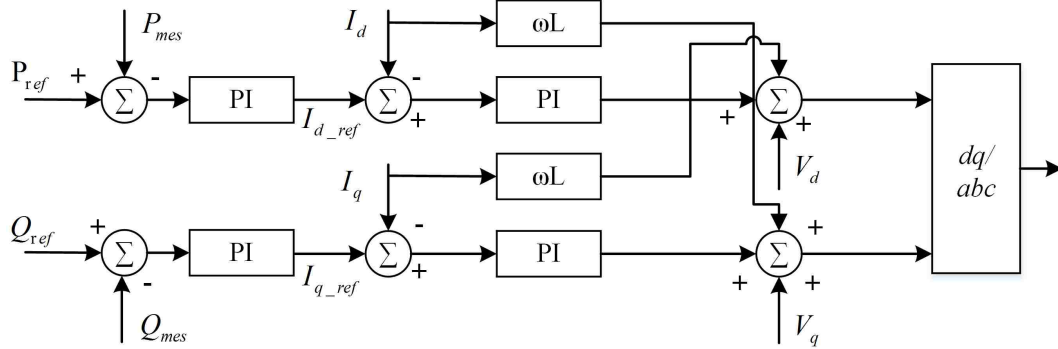 P_mes
I_d
ωL
P_ref
+
-
Σ
PI
I_d_ref
-
Σ
+
PI
+
Σ
+
V_d
I_q
ωL
dq/
abc
Q_ref
+
Σ
-
PI
I_q_ref
-
Σ
+
PI
+
Σ
+
+
V_q
Q_mes